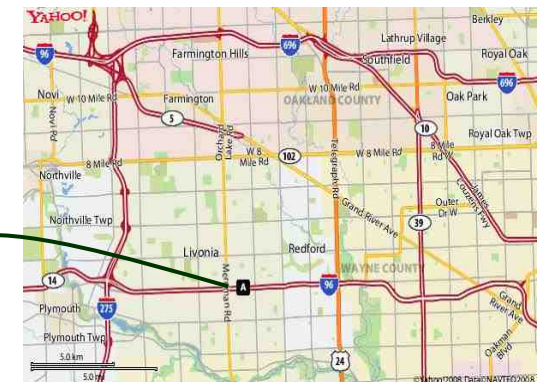 YAHOO!
Berkley
Lathrup Village
96
Farmington Hills
696
Southfield
Royal Oak
W 10 Mile Rd
696
Novi
W 10 Mile Rd
Farmington
OAKLAND COUNTY
Oak Park
Novi Rd
5
10
Royal Oak Twp
Orchard
Lake Rd
Telegraph Rd
W 8
Mile Rd
102
W 8 Mile Rd
8 Mile
Rd W
8 Mile Rd
Northville
James
Couzens Fwy
Grand River Ave
Outer
Dr W
Northville Twp
39
Livonia
Redford
WAYNE COUNTY
14
A
96
Merriman Rd
275
Plymouth
Grand
River Ave
Plymouth Twp
Oakman
Blvd
5.0 km
24
5.0 mi
©Yahoo!2008 Data©NAVTEQ2008